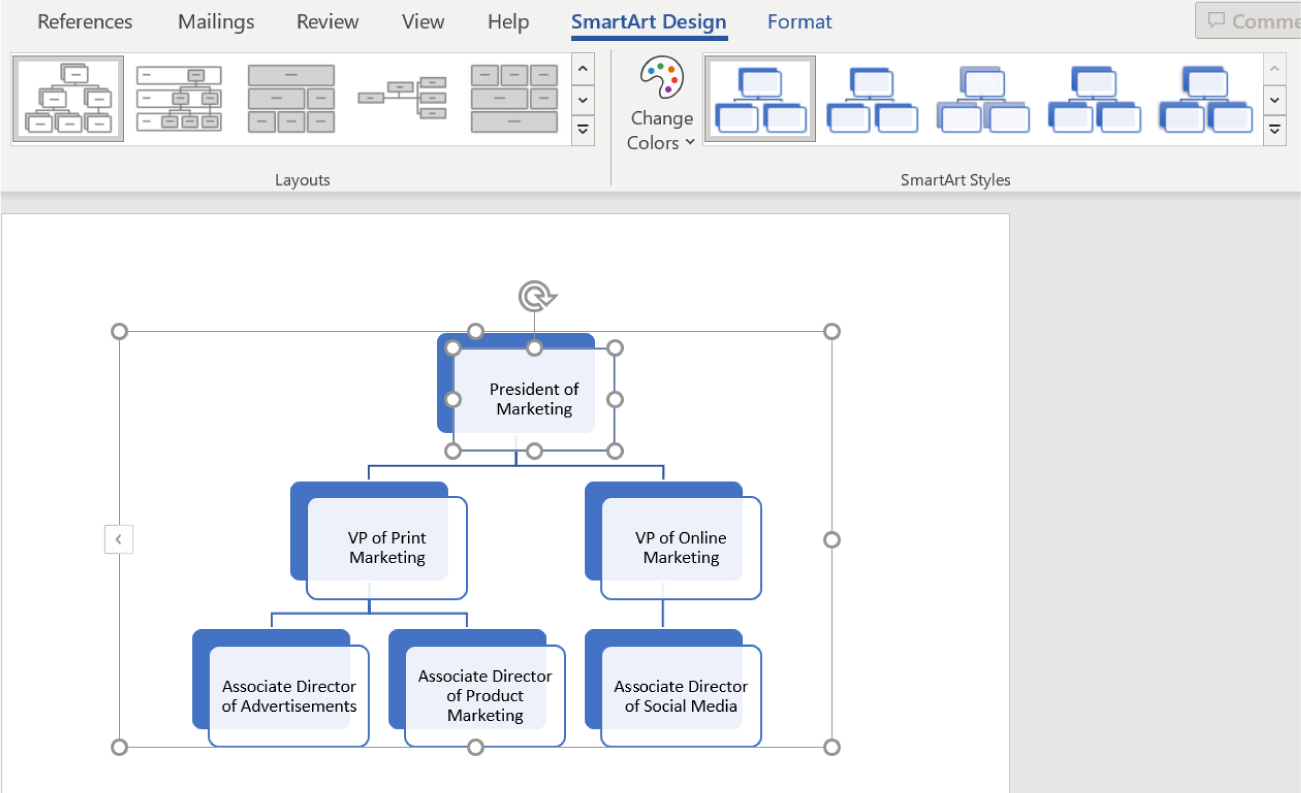 References Mailings Review View Help SmartArt Design Format Comme
Change
Colors
Layouts SmartArt Styles
President of
Marketing
VP of Print
Marketing
VP of Online
Marketing
Associate Director
of Advertisements
Associate Director
of Product
Marketing
Associate Director
of Social Media